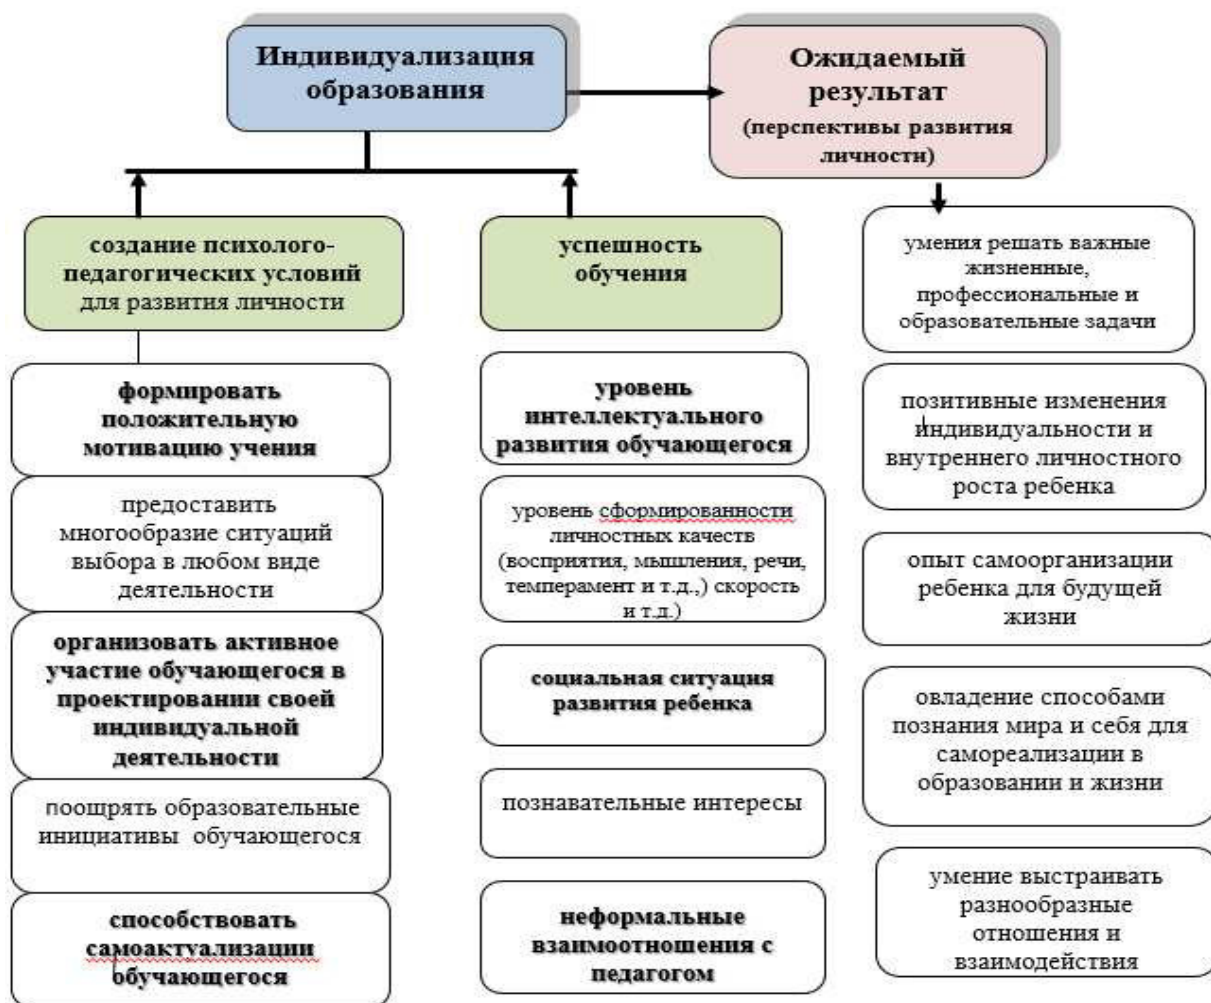 Индивидуализация
образования
Ожидаемый
результат
(перспективы развития
личности)
создание психолого-
педагогических условий
для развития личности
формировать
положительную
мотивацию учения
предоставить
многообразие ситуаций
выбора в любом виде
деятельности
организовать активное
участие обучающегося в
проектировании своей
индивидуальной
деятельности
поощрять образовательные
инициативы обучающегося
способствовать
самоактуализации
обучающегося
успешность
обучения
уровень
интеллектуального
развития обучающегося
уровень сформированности
личностных качеств
(восприятия, мышления, речи,
темперамент и т.д.,) скорость
и т.д.)
социальная ситуация
развития ребенка
познавательные интересы
неформальные
взаимоотношения с
педагогом
умения решать важные
жизненные,
профессиональные и
образовательные задачи
позитивные изменения
индивидуальности и
внутреннего личностного
роста ребенка
опыт самоорганизации
ребенка для будущей
жизни
овладение способами
познания мира и себя для
самореализации в
образовании и жизни
умение выстраивать
разнообразные
отношения и
взаимодействия